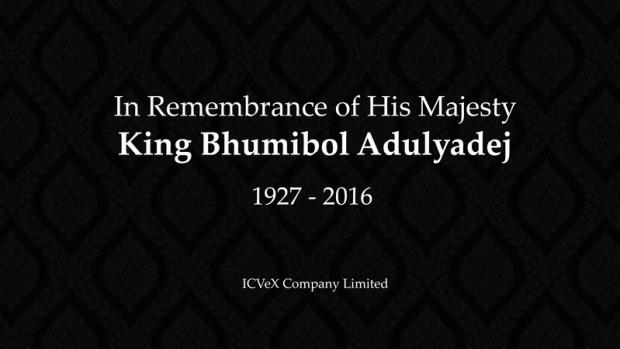 In Remembrance of His Majesty
King Bhumibol Adulyadej
1927 - 2016
ICVeX Company Limited